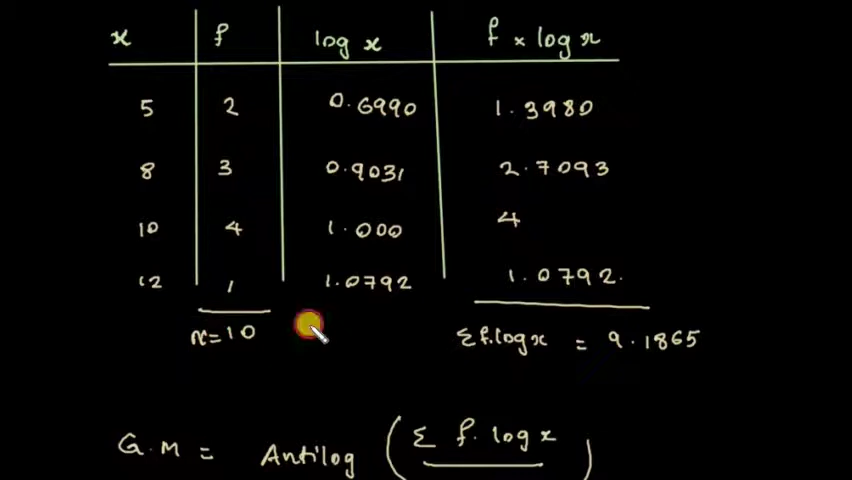 x f log x f x log x
5 2 0.6990 1.3980
8 3 0.9031 2.7093
10 4 1.000 4
12 1 1.0792 1.0792.
n=10 Σf.logx = 9.1865
G.M = Antilog ( Σ f. log x )